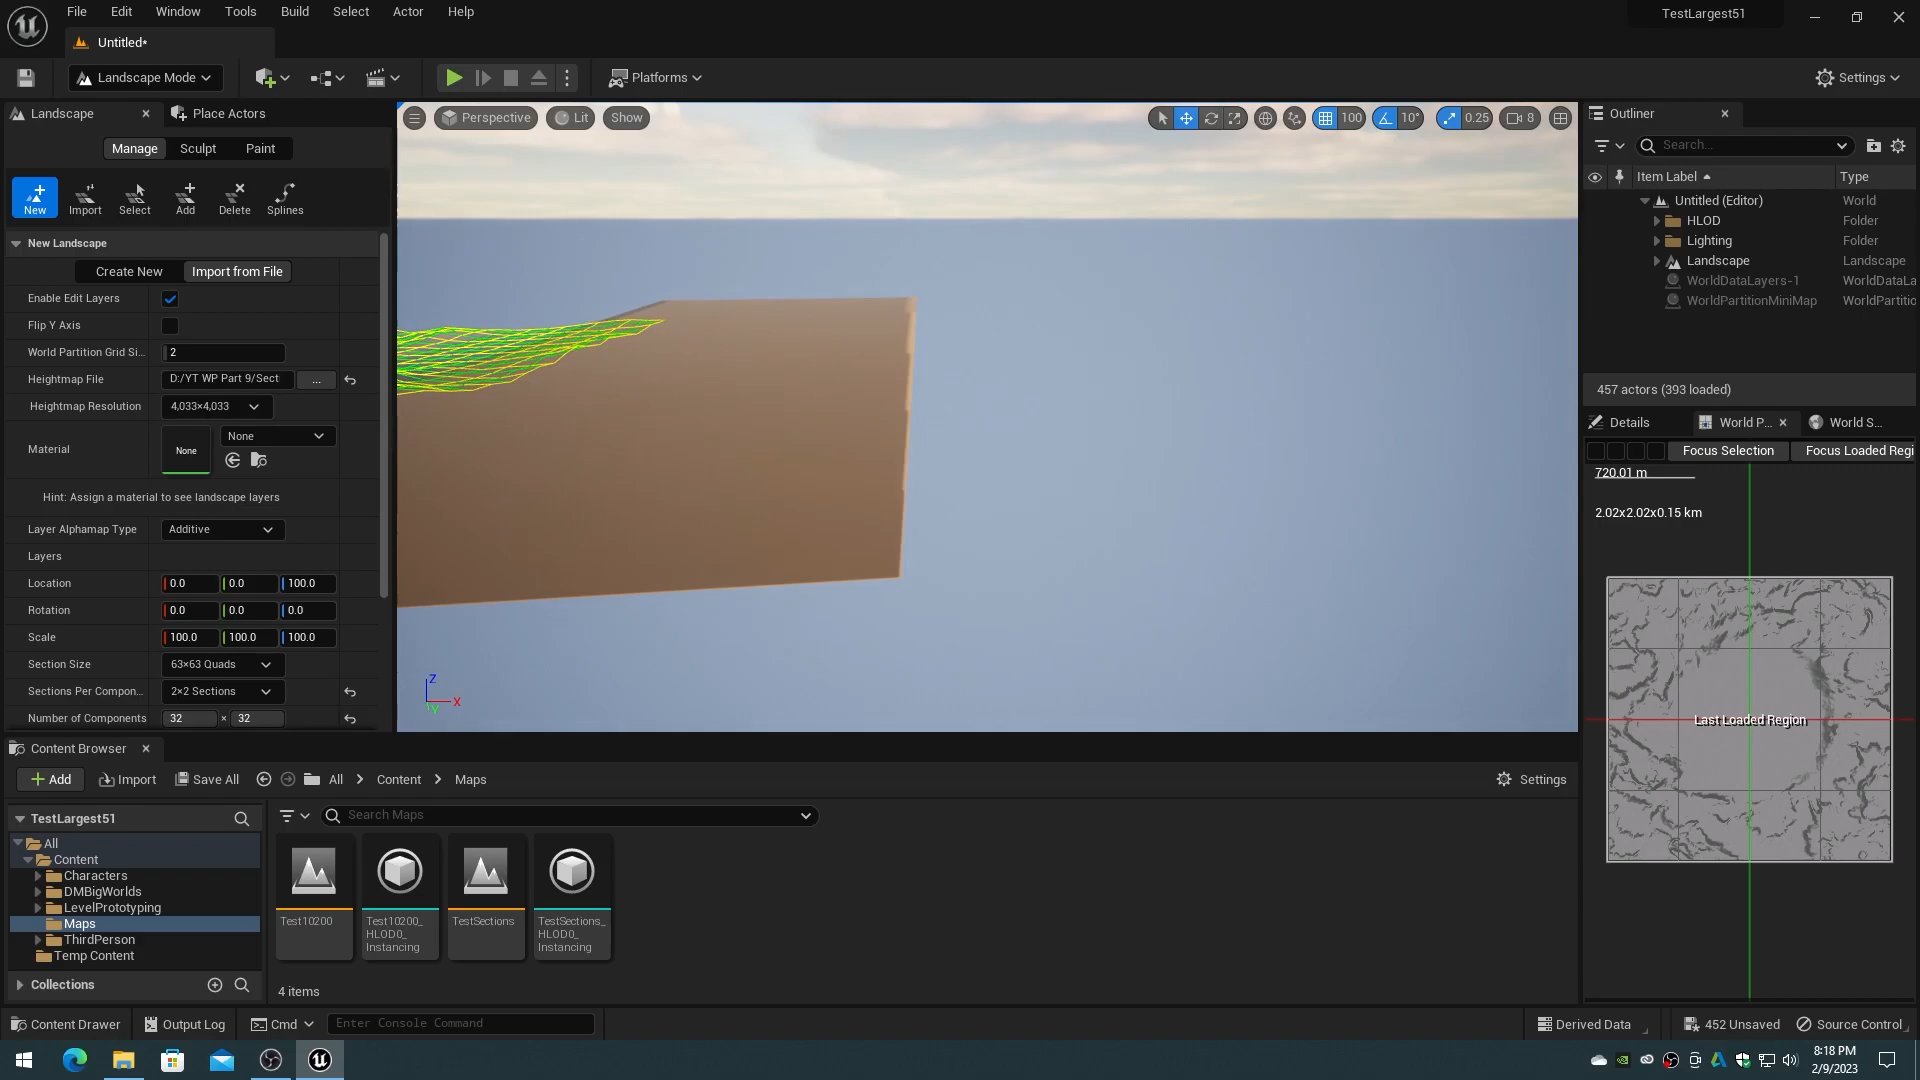 File Edit Window Tools Build Select Actor Help
TestLargest51
Untitled*
Landscape Mode
Platforms
Settings
Landscape
Place Actors
Perspective
Lit
Show
100
10°
0.25
8
Outliner
Manage Sculpt Paint
Search...
Item Label
Type
New Import Select Add Delete Splines
Untitled (Editor) World
HLOD Folder
Lighting Folder
Landscape Landscape
WorldDataLayers-1 WorldDataLa
WorldPartitionMiniMap WorldPartitio
New Landscape
Create New Import from File
Enable Edit Layers
Flip Y Axis
World Partition Grid Si... 2
Heightmap File D:/YT WP Part 9/Sect ...
Heightmap Resolution 4,033×4,033
Material None None
Hint: Assign a material to see landscape layers
Layer Alphamap Type Additive
Layers
Location 0.0 0.0 100.0
Rotation 0.0 0.0 0.0
Scale 100.0 100.0 100.0
Section Size 63×63 Quads
Sections Per Compon... 2×2 Sections
Number of Components 32 × 32
Z
X
Y
457 actors (393 loaded)
Details World P... World S...
Focus Selection Focus Loaded Regi
720.01 m
2.02x2.02x0.15 km
Last Loaded Region
Content Browser
Add Import Save All All Content Maps
Settings
TestLargest51
Search Maps
All
Content
Characters
DMBigWorlds
LevelPrototyping
Maps
ThirdPerson
Temp Content
Collections
Test10200
Test10200_
HLOD0_
Instancing
TestSections
TestSections_
HLOD0_
Instancing
4 items
Content Drawer Output Log Cmd Enter Console Command
Derived Data 452 Unsaved Source Control
8:18 PM
2/9/2023